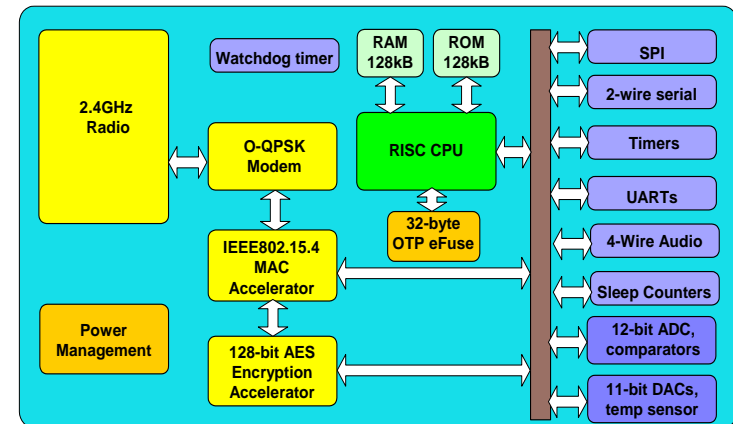 2.4GHz
Radio
Watchdog timer
RAM
128kB
ROM
128kB
O-QPSK
Modem
RISC CPU
32-byte
OTP eFuse
IEEE802.15.4
MAC
Accelerator
Power
Management
128-bit AES
Encryption
Accelerator
SPI
2-wire serial
Timers
UARTs
4-Wire Audio
Sleep Counters
12-bit ADC,
comparators
11-bit DACs,
temp sensor